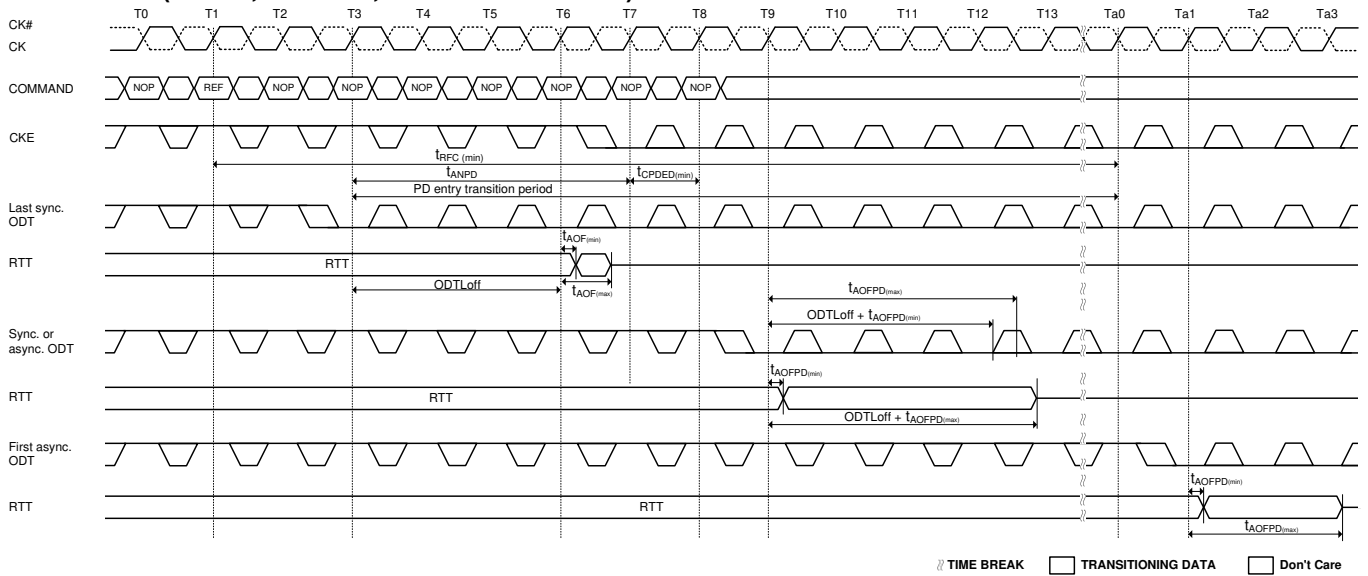 T0 T1 T2 T3 T4 T5 T6 T7 T8 T9 T10 T11 T12 T13 Ta0 Ta1 Ta2 Ta3
CK#
CK
COMMAND
NOP REF NOP NOP NOP NOP NOP NOP NOP
CKE
tRFC (min)
tANPD
tCPDED(min)
PD entry transition period
Last sync.
ODT
tAOF(min)
RTT
RTT
ODTLoff
tAOF(max)
tAOFPD(max)
ODTLoff + tAOFPD(min)
Sync. or
async. ODT
tAOFPD(min)
RTT
RTT
ODTLoff + tAOFPD(max)
First async.
ODT
tAOFPD(min)
RTT
RTT
tAOFPD(max)
TIME BREAK TRANSITIONING DATA Don't Care